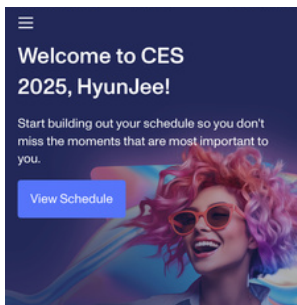 Welcome to CES
2025, HyunJee!
Start building out your schedule so you don't
miss the moments that are most important to
you.
View Schedule